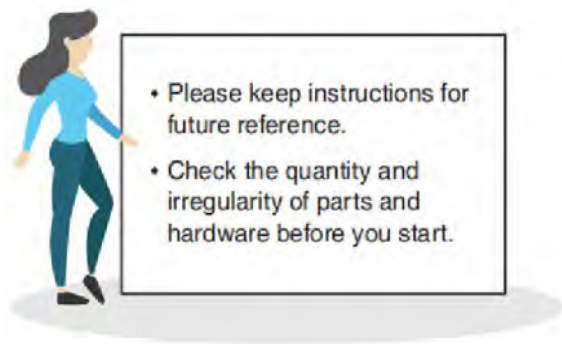 • Please keep instructions for
future reference.
• Check the quantity and
irregularity of parts and
hardware before you start.